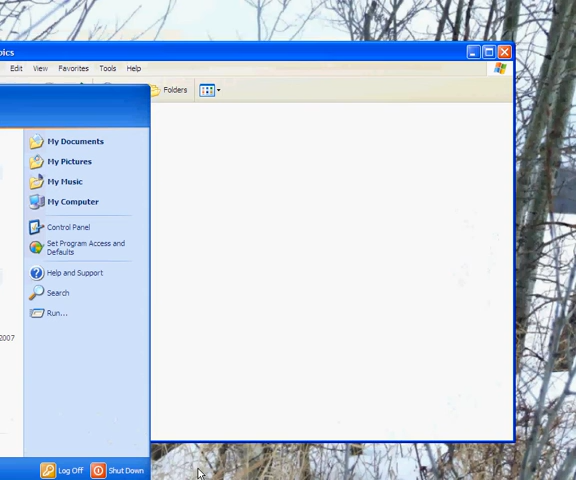 pics
Edit View Favorites Tools Help
Folders
My Documents
My Pictures
My Music
My Computer
Control Panel
Set Program Access and
Defaults
Help and Support
Search
Run...
2007
Log Off Shut Down